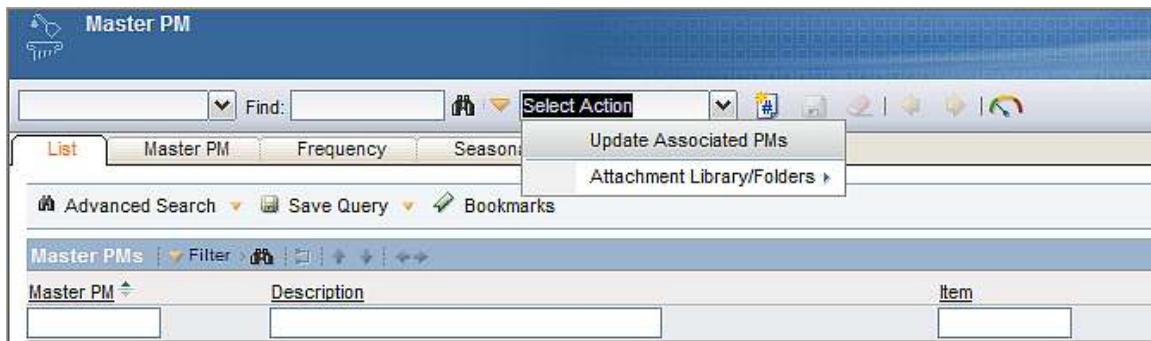 Master PM
Find: Select Action
Update Associated PMs
List Master PM Frequency
Attachment Library/Folders
Advanced Search Save Query Bookmarks
Master PMs Filter
Master PM Description Item